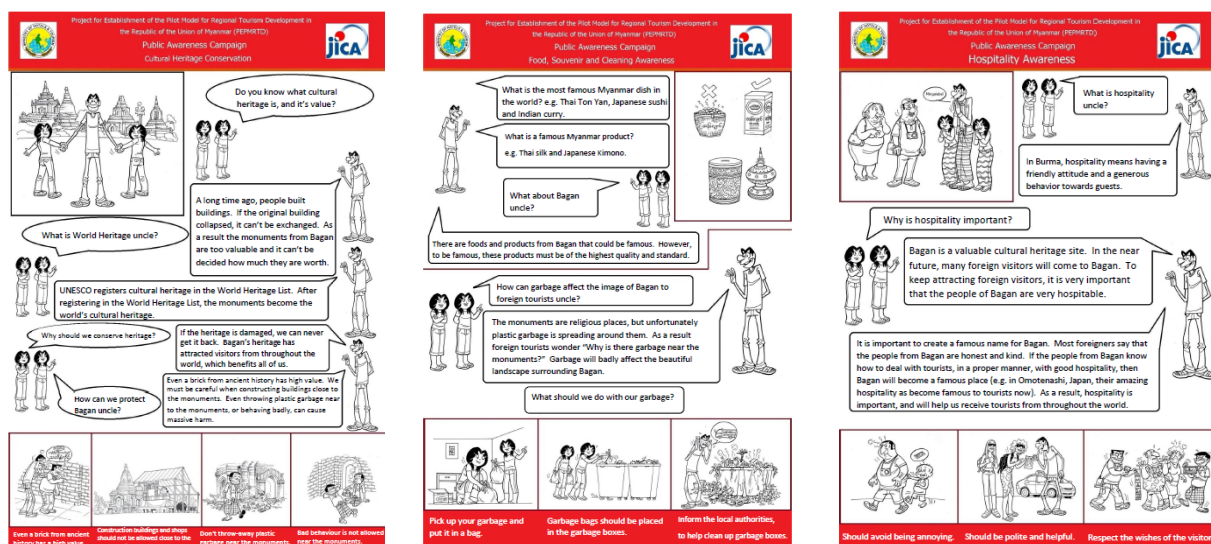 Project for Establishment of the Pilot Model for Regional Tourism Development in
the Republic of the Union of Myanmar (PEPMRTD)
Public Awareness Campaign
Cultural Heritage Conservation
jICA
Do you know what cultural
heritage is, and it's value?
A long time ago, people built
buildings. If the original building
collapsed, it can't be exchanged. As
a result the monuments from Bagan
are too valuable and it can't be
decided how much they are worth.
What is World Heritage uncle?
UNESCO registers cultural heritage in the World Heritage List. After
registering in the World Heritage List, the monuments become the
world's cultural heritage.
Why should we conserve heritage?
If the heritage is damaged, we can never
get it back. Bagan's heritage has
attracted visitors from throughout the
world, which benefits all of us.
How can we protect
Bagan uncle?
Even a brick from ancient history has high value. We
must be careful when constructing buildings close to
the monuments. Even throwing plastic garbage near
to the monuments, or behaving badly, can cause
massive harm.
Even a brick from ancient
history has a high value.
Construction buildings and shops
should not be allowed close to the
Don't throw-away plastic
garbage near the monuments.
Bad behaviour is not allowed
near the monuments.
Project for Establishment of the Pilot Model for Regional Tourism Development in
the Republic of the Union of Myanmar (PEPMRTD)
Public Awareness Campaign
Food, Souvenir and Cleaning Awareness
jICA
What is the most famous Myanmar dish in
the world? e.g. Thai Ton Yan, Japanese sushi
and Indian curry.
What is a famous Myanmar product?
e.g. Thai silk and Japanese Kimono.
What about Bagan
uncle?
There are foods and products from Bagan that could be famous. However,
to be famous, these products must be of the highest quality and standard.
How can garbage affect the image of Bagan to
foreign tourists uncle?
The monuments are religious places, but unfortunately
plastic garbage is spreading around them. As a result
foreign tourists wonder "Why is there garbage near the
monuments?" Garbage will badly affect the beautiful
landscape surrounding Bagan.
What should we do with our garbage?
Pick up your garbage and
put it in a bag.
Garbage bags should be placed
in the garbage boxes.
Inform the local authorities,
to help clean up garbage boxes.
Project for Establishment of the Pilot Model for Regional Tourism Development in
the Republic of the Union of Myanmar (PEPMRTD)
Public Awareness Campaign
Hospitality Awareness
jICA
What is hospitality
uncle?
In Burma, hospitality means having a
friendly attitude and a generous
behavior towards guests.
Why is hospitality important?
Bagan is a valuable cultural heritage site. In the near
future, many foreign visitors will come to Bagan. To
keep attracting foreign visitors, it is very important
that the people of Bagan are very hospitable.
It is important to create a famous name for Bagan. Most foreigners say that
the people from Bagan are honest and kind. If the people from Bagan know
how to deal with tourists, in a proper manner, with good hospitality, then
Bagan will become a famous place (e.g. in Omotenashi, Japan, their amazing
hospitality as become famous to tourists now). As a result, hospitality is
important, and will help us receive tourists from throughout the world.
Should avoid being annoying.
Should be polite and helpful.
Respect the wishes of the visitor